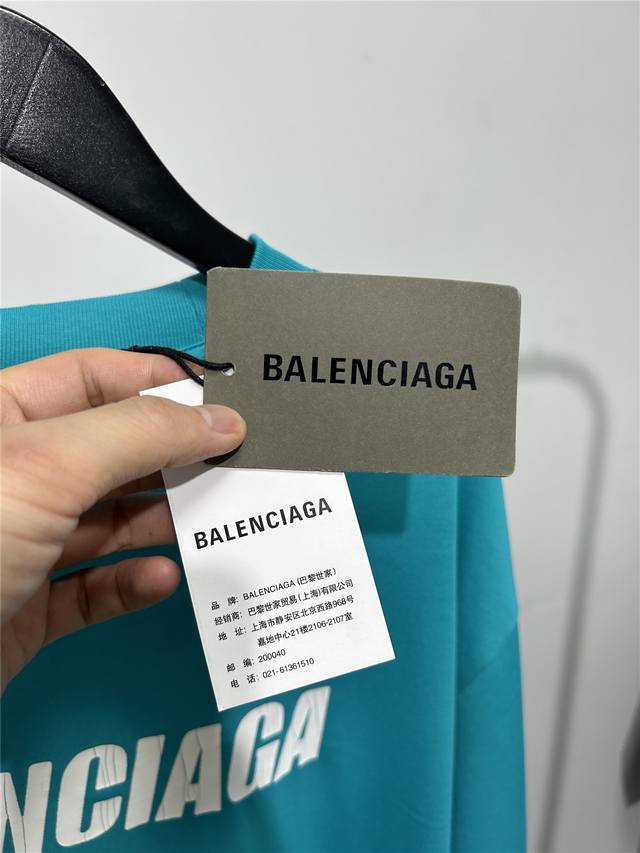 BALENCIAGA
BALENCIAGA
品 牌: BALENCIAGA (巴黎世家)
经销商: 巴黎世家贸易(上海)有限公司
地 址: 上海市静安区北京西路968号
嘉地中心21楼2106-2107室
邮 编: 200040
电 话: 021-61361510
NCIAGA